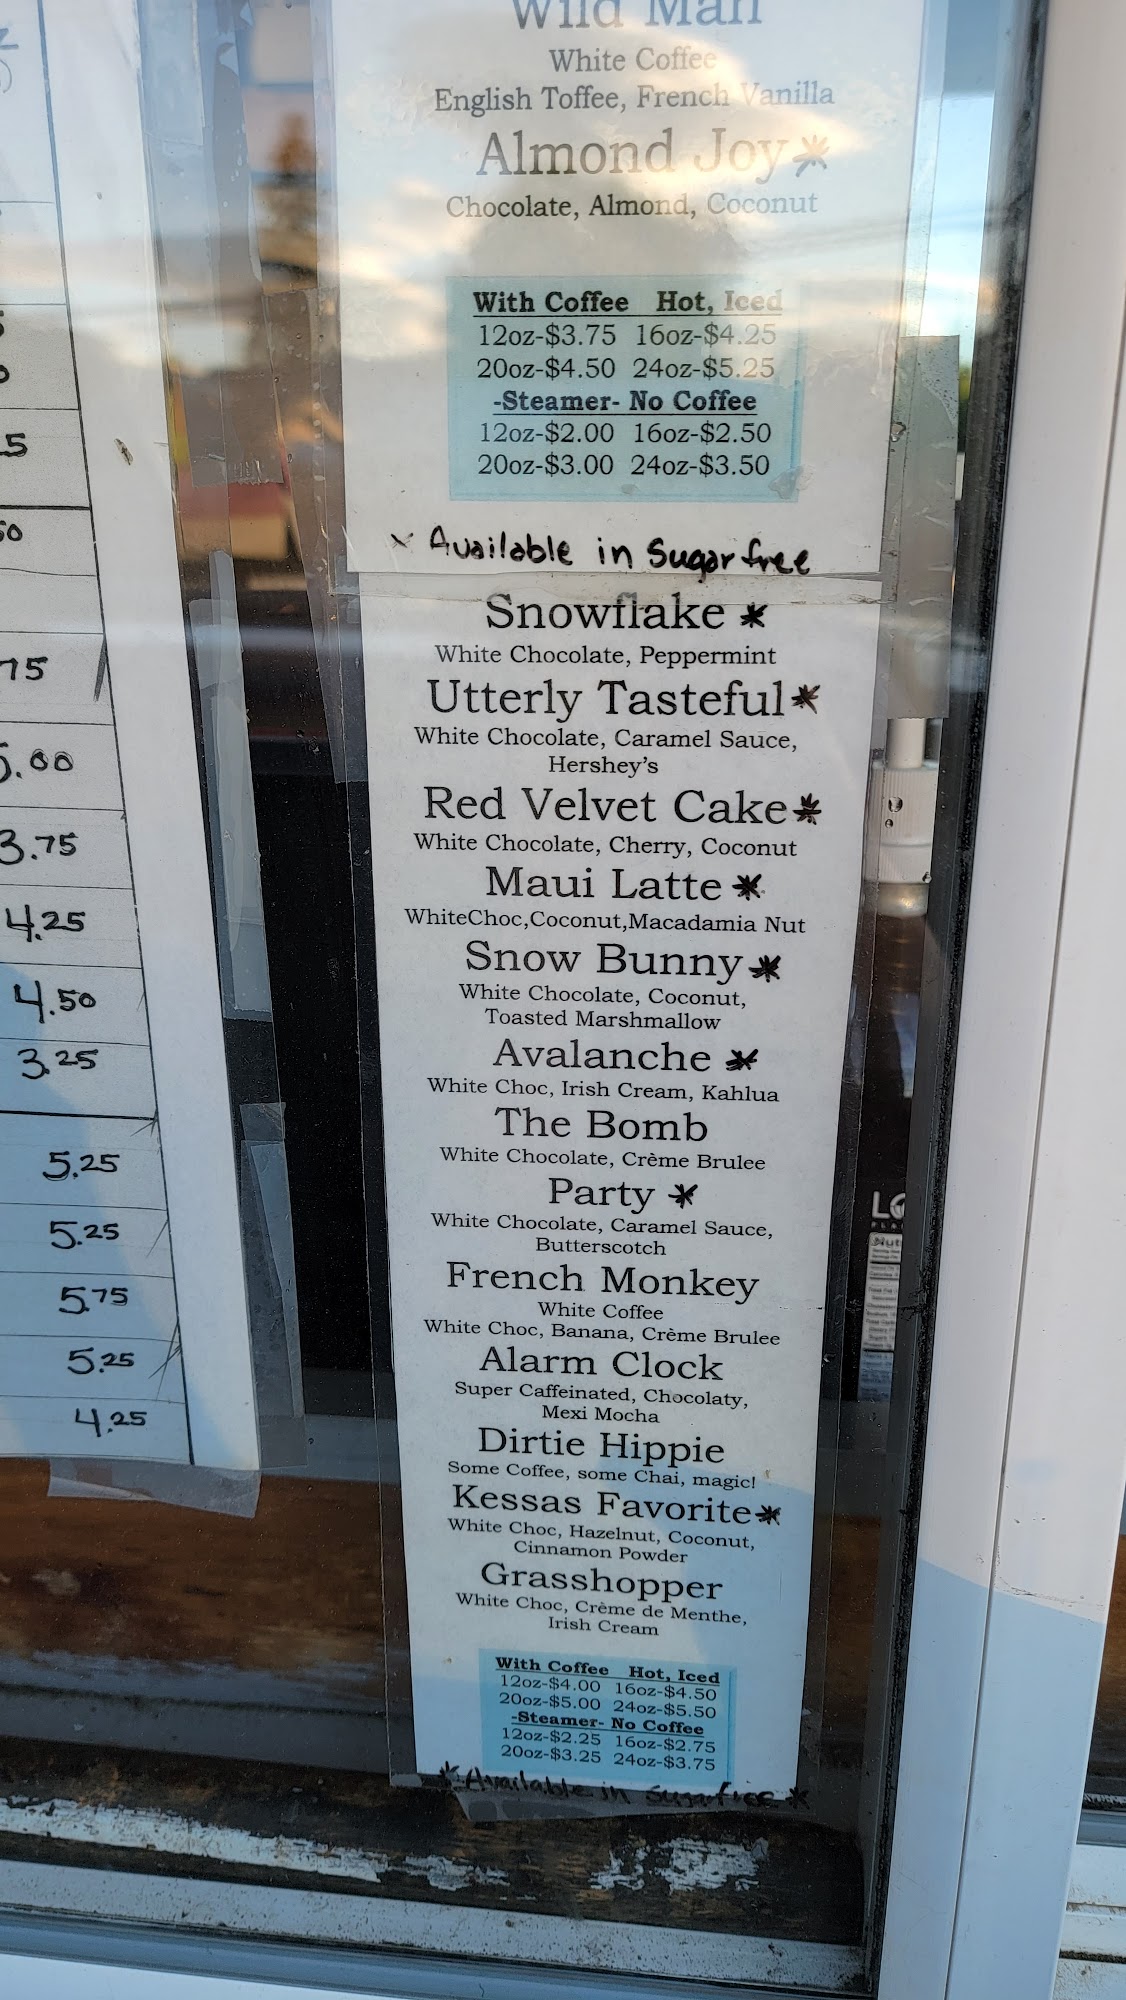 Wild Man
White Coffee
English Toffee, French Vanilla
Almond Joy*
Chocolate, Almond, Coconut
With Coffee Hot, Iced
12oz-$3.75 16oz-$4.25
20oz-$4.50 24oz-$5.25
-Steamer- No Coffee
12oz-$2.00 16oz-$2.50
20oz-$3.00 24oz-$3.50
x Available in Sugar free
Snowflake *
White Chocolate, Peppermint
Utterly Tasteful*
White Chocolate, Caramel Sauce,
Hershey's
Red Velvet Cake*
White Chocolate, Cherry, Coconut
Maui Latte *
WhiteChoc,Coconut,Macadamia Nut
Snow Bunny*
White Chocolate, Coconut,
Toasted Marshmallow
Avalanche *
White Choc, Irish Cream, Kahlua
The Bomb
White Chocolate, Crème Brulee
Party *
White Chocolate, Caramel Sauce,
Butterscotch
French Monkey
White Coffee
White Choc, Banana, Crème Brulee
Alarm Clock
Super Caffeinated, Chocolaty,
Mexi Mocha
Dirtie Hippie
Some Coffee, some Chai, magic!
Kessas Favorite*
White Choc, Hazelnut, Coconut,
Cinnamon Powder
Grasshopper
White Choc, Crème de Menthe,
Irish Cream
With Coffee Hot, Iced
12oz-$4.00 16oz-$4.50
20oz-$5.00 24oz-$5.50
-Steamer- No Coffee
12oz-$2.25 16oz-$2.75
20oz-$3.25 24oz-$3.75
*Available in Sugarfree *
75
5.00
3.75
4.25
4.50
3.25
5.25
5.25
5.75
5.25
4.25